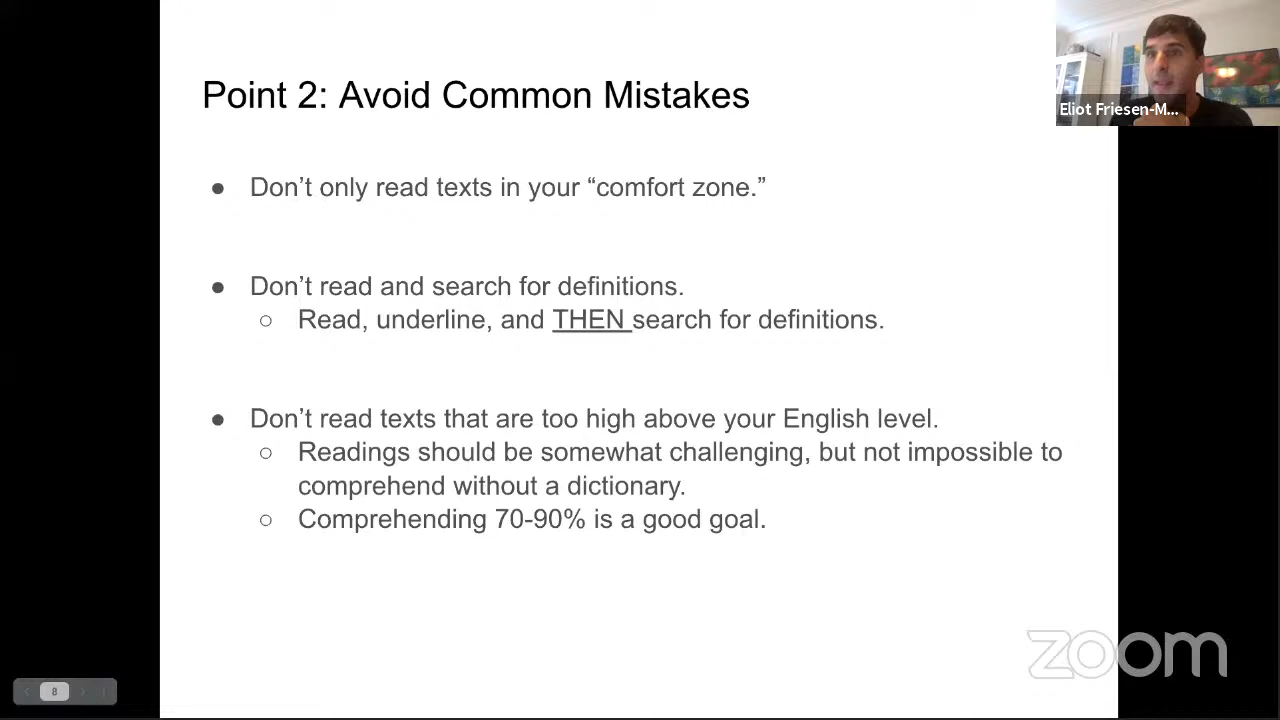 Point 2: Avoid Common Mistakes
Eliot Friesen-M...
● Don’t only read texts in your “comfort zone.”
● Don’t read and search for definitions.
○ Read, underline, and THEN search for definitions.
● Don’t read texts that are too high above your English level.
○ Readings should be somewhat challenging, but not impossible to
comprehend without a dictionary.
○ Comprehending 70-90% is a good goal.
zoom
8